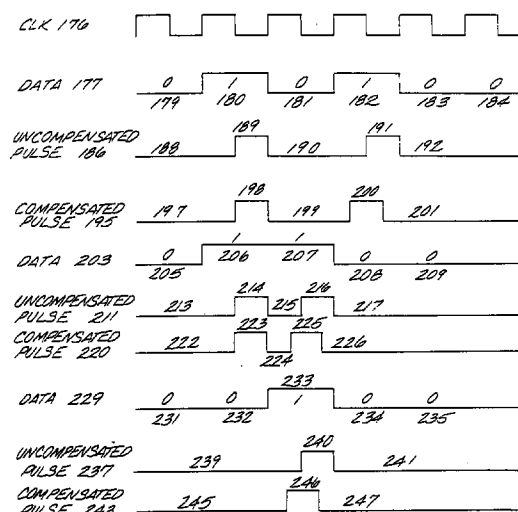 CLK 176
DATA 177
0 1 0 1 0 0
179 180 181 182 183 184
UNCOMPENSATED
PULSE 186
188 189 190 191 192
COMPENSATED
PULSE 195
197 198 199 200 201
DATA 203
0 1 1 0 0
205 206 207 208 209
UNCOMPENSATED
PULSE 211
213 214 215 216 217
COMPENSATED
PULSE 220
222 223 224 225 226
DATA 229
0 0 1 0 0
231 232 233 234 235
UNCOMPENSATED
PULSE 237
239 240 241
COMPENSATED
PULSE 243
245 246 247